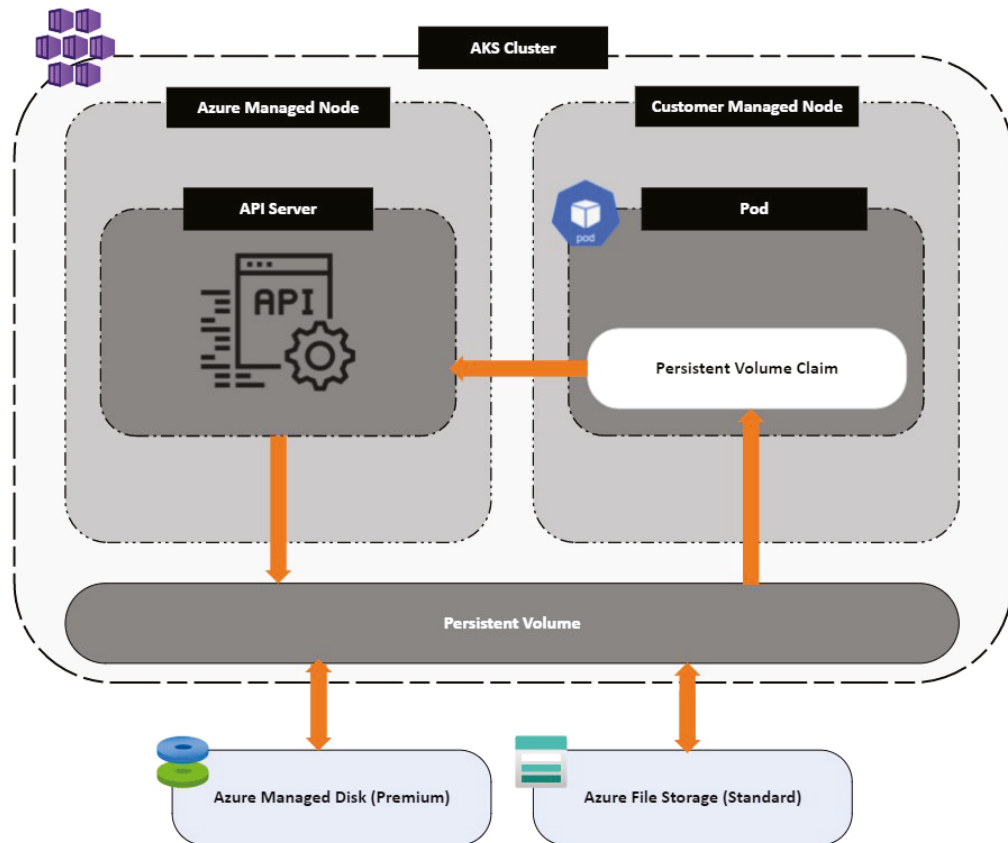 AKS Cluster
Azure Managed Node
Customer Managed Node
API Server
Pod
pod
API
Persistent Volume Claim
Persistent Volume
Azure Managed Disk (Premium)
Azure File Storage (Standard)